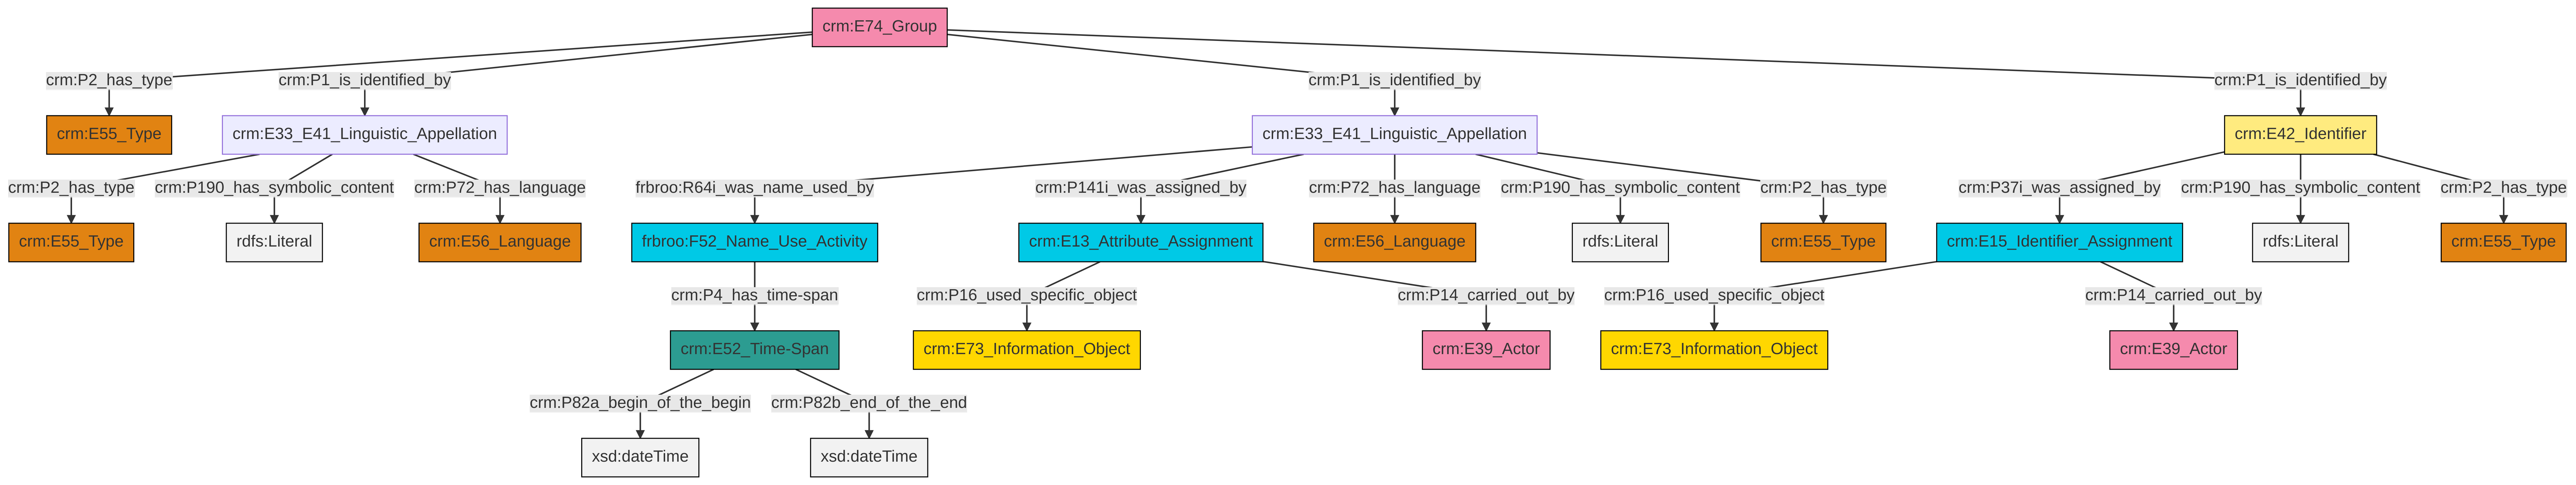 crm:E74_Group
crm:P2_has_type
crm:P1_is_identified_by
crm:P1_is_identified_by
crm:P1_is_identified_by
crm:E55_Type
crm:E33_E41_Linguistic_Appellation
crm:E33_E41_Linguistic_Appellation
crm:E42_Identifier
crm:P2_has_type
crm:P190_has_symbolic_content
crm:P72_has_language
frbroo:R64i_was_name_used_by
crm:P141i_was_assigned_by
crm:P72_has_language
crm:P190_has_symbolic_content
crm:P2_has_type
crm:P37i_was_assigned_by
crm:P190_has_symbolic_content
crm:P2_has_type
crm:E55_Type
rdfs:Literal
crm:E56_Language
frbroo:F52_Name_Use_Activity
crm:E13_Attribute_Assignment
crm:E56_Language
rdfs:Literal
crm:E55_Type
crm:E15_Identifier_Assignment
rdfs:Literal
crm:E55_Type
crm:P4_has_time-span
crm:P16_used_specific_object
crm:P14_carried_out_by
crm:P16_used_specific_object
crm:P14_carried_out_by
crm:E52_Time-Span
crm:E73_Information_Object
crm:E39_Actor
crm:E73_Information_Object
crm:E39_Actor
crm:P82a_begin_of_the_begin
crm:P82b_end_of_the_end
xsd:dateTime
xsd:dateTime